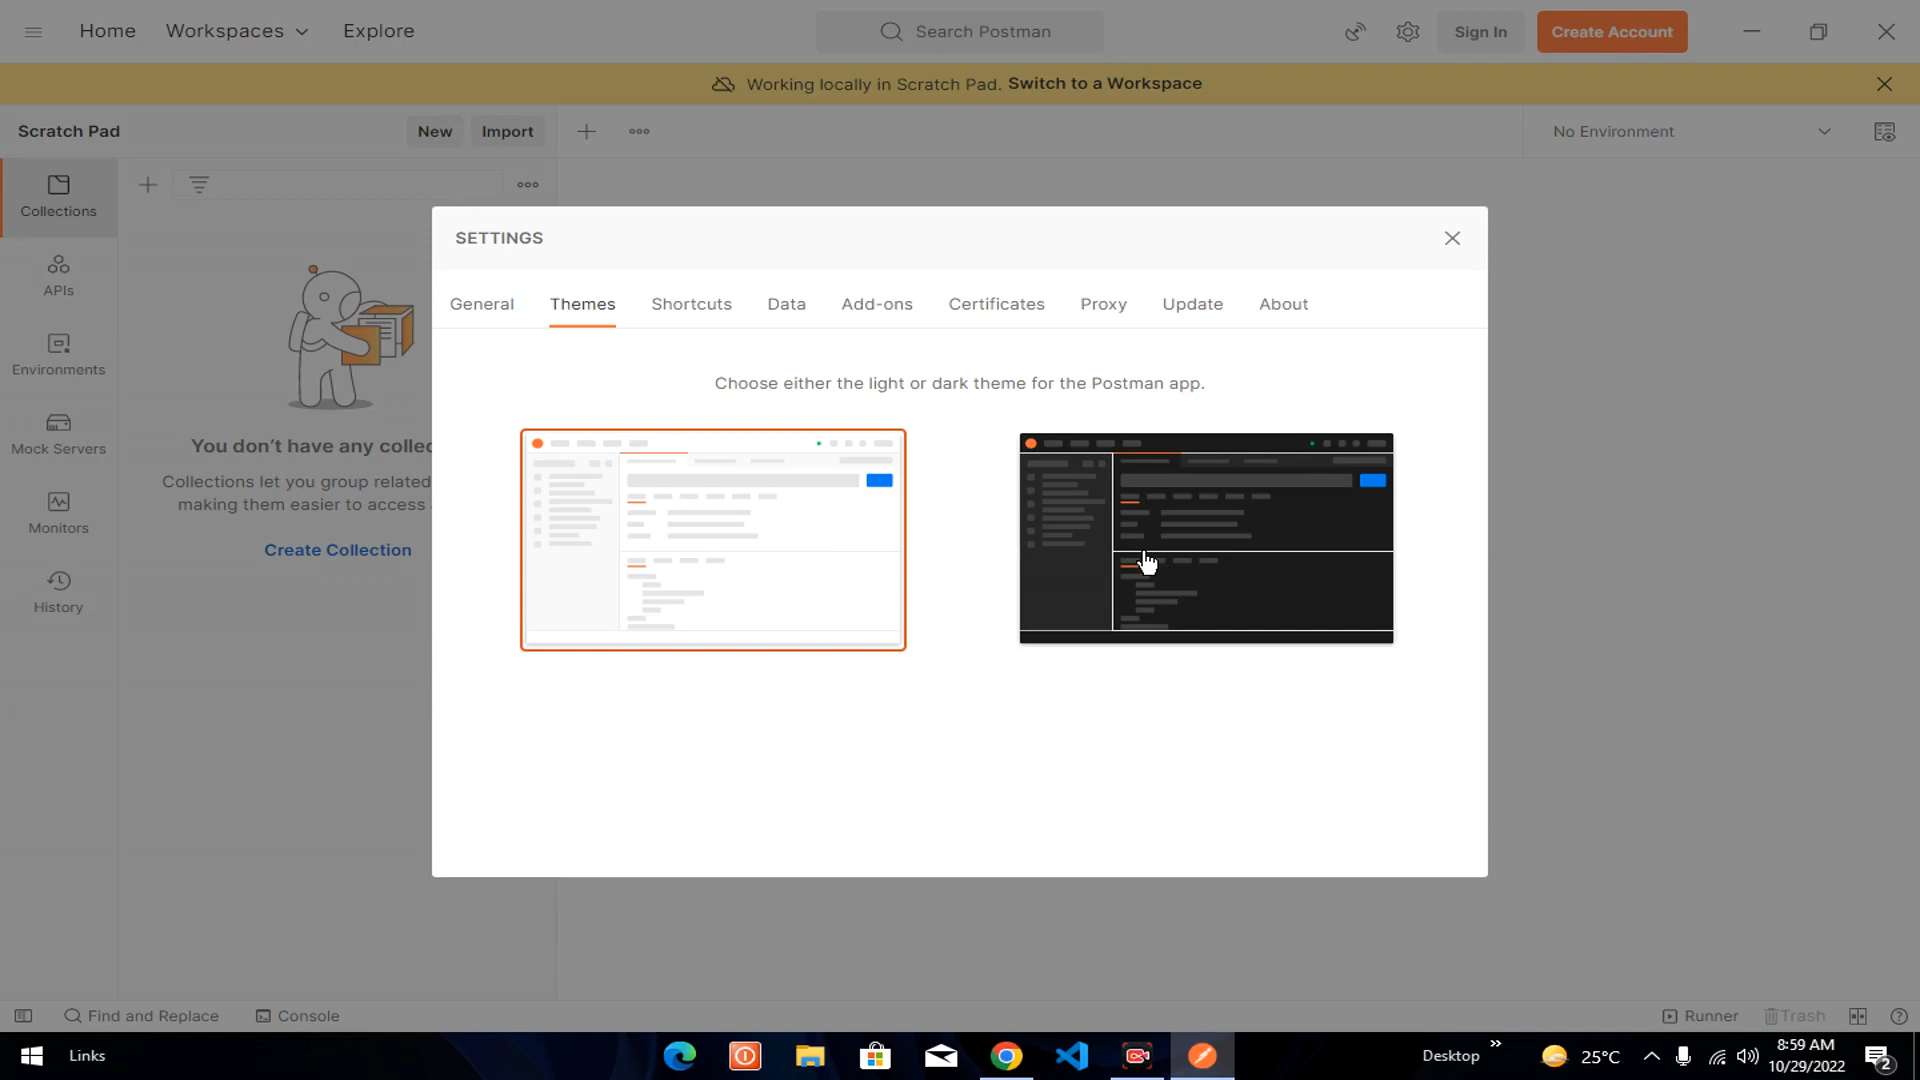 Home Workspaces Explore Search Postman Sign In Create Account
Working locally in Scratch Pad. Switch to a Workspace
Scratch Pad New Import No Environment
Collections
APIs
Environments
Mock Servers
Monitors
History
You don't have any collec
Collections let you group related
making them easier to access
Create Collection
SETTINGS
General Themes Shortcuts Data Add-ons Certificates Proxy Update About
Choose either the light or dark theme for the Postman app.
Find and Replace Console Runner Trash
Links Desktop 25°C 8:59 AM
10/29/2022 2